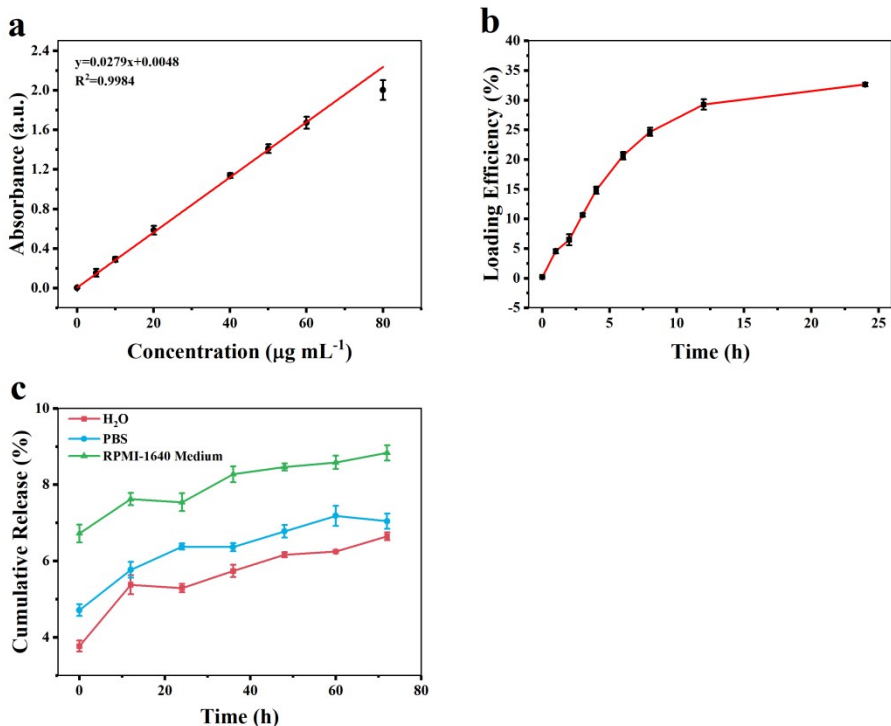 a
y=0.0279x+0.0048
R²=0.9984
Absorbance (a.u.)
2.4
2.0
1.6
1.2
0.8
0.4
0.0
0
20
40
60
80
Concentration (μg mL⁻¹)
b
Loading Efficiency (%)
40
35
30
25
20
15
10
5
0
-5
0
5
10
15
20
25
Time (h)
c
H₂O
PBS
RPMI-1640 Medium
Cumulative Release (%)
10
8
6
4
0
20
40
60
80
Time (h)